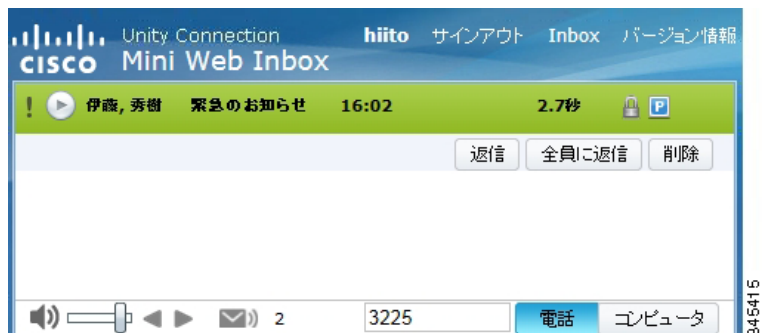 Unity Connection hiito サインアウト Inbox バージョン情報
CISCO Mini Web Inbox
! 伊藤, 秀樹 緊急のお知らせ 16:02 2.7秒 P
返信 全員に返信 削除
2 3225 電話 コンピュータ
345415